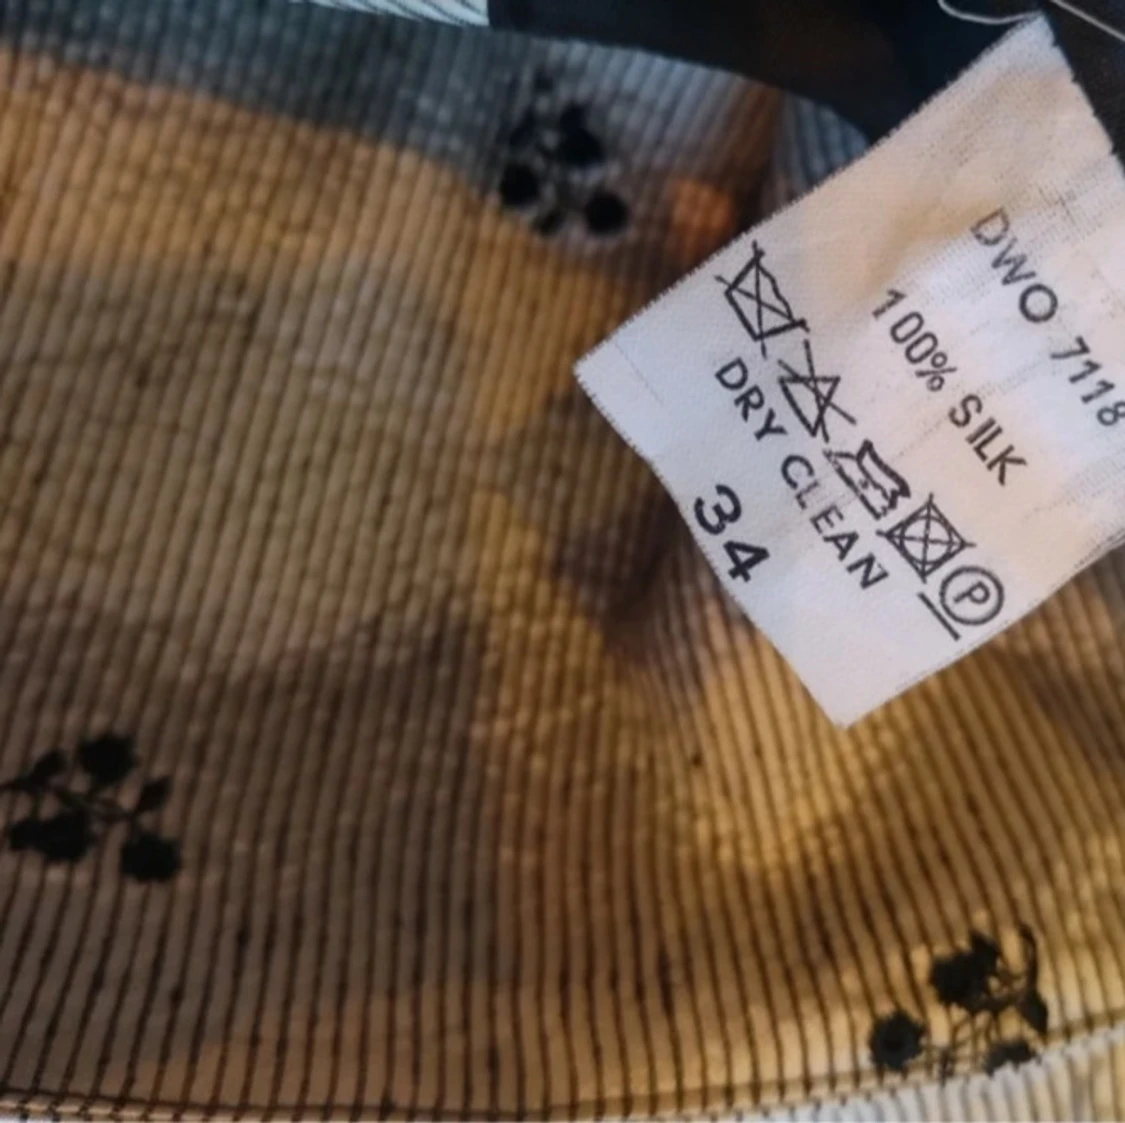 DWO 7118
100% SILK
P
DRY CLEAN
34